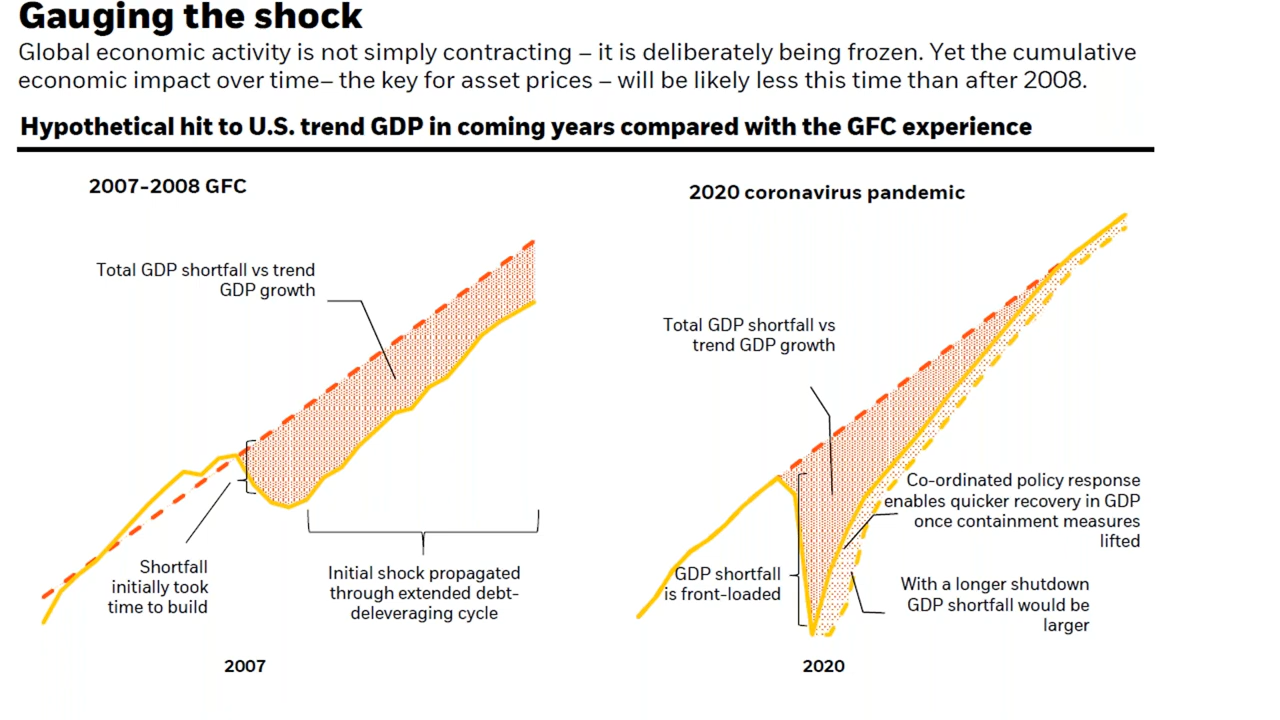 Gauging the shock
Global economic activity is not simply contracting – it is deliberately being frozen. Yet the cumulative
economic impact over time– the key for asset prices – will be likely less this time than after 2008.
Hypothetical hit to U.S. trend GDP in coming years compared with the GFC experience
2007-2008 GFC
Total GDP shortfall vs trend
GDP growth
Shortfall
initially took
time to build
Initial shock propagated
through extended debt-
deleveraging cycle
2007
2020 coronavirus pandemic
Total GDP shortfall vs
trend GDP growth
Co-ordinated policy response
enables quicker recovery in GDP
once containment measures
lifted
GDP shortfall
is front-loaded
With a longer shutdown
GDP shortfall would be
larger
2020